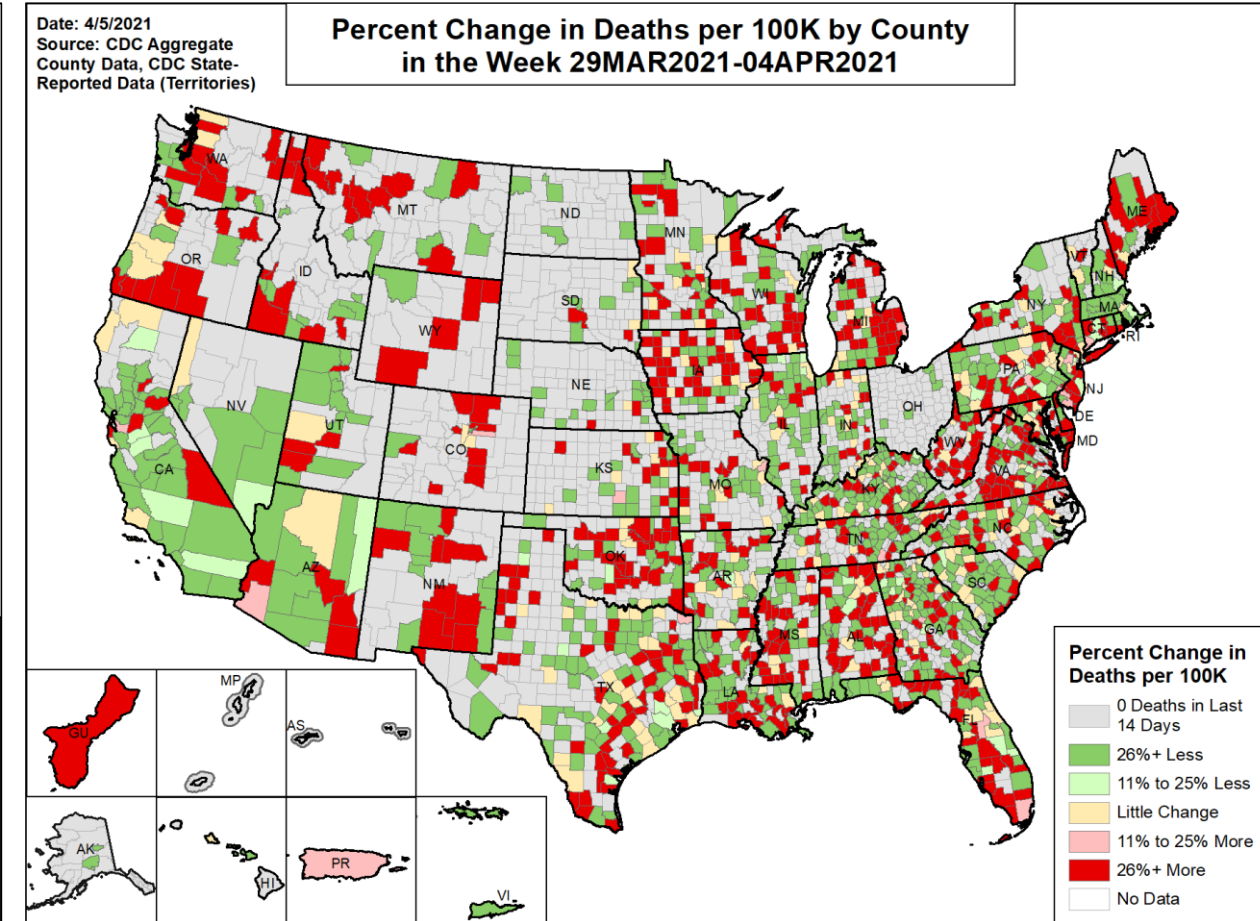 Date: 4/5/2021
Source: CDC Aggregate
County Data, CDC State-
Reported Data (Territories)
Percent Change in Deaths per 100K by County
in the Week 29MAR2021-04APR2021
WA
MT
ND
MN
ME
OR
ID
SD
WI
MI
VT
NH
NY
MA
CT
RI
WY
IA
NE
PA
NJ
NV
UT
CO
IL
IN
OH
DE
MD
WV
VA
CA
KS
MO
KY
AZ
NM
OK
AR
TN
NC
SC
TX
LA
MS
AL
GA
FL
GU
MP
AS
AK
HI
PR
VI
Percent Change in
Deaths per 100K
0 Deaths in Last
14 Days
26%+ Less
11% to 25% Less
Little Change
11% to 25% More
26%+ More
No Data